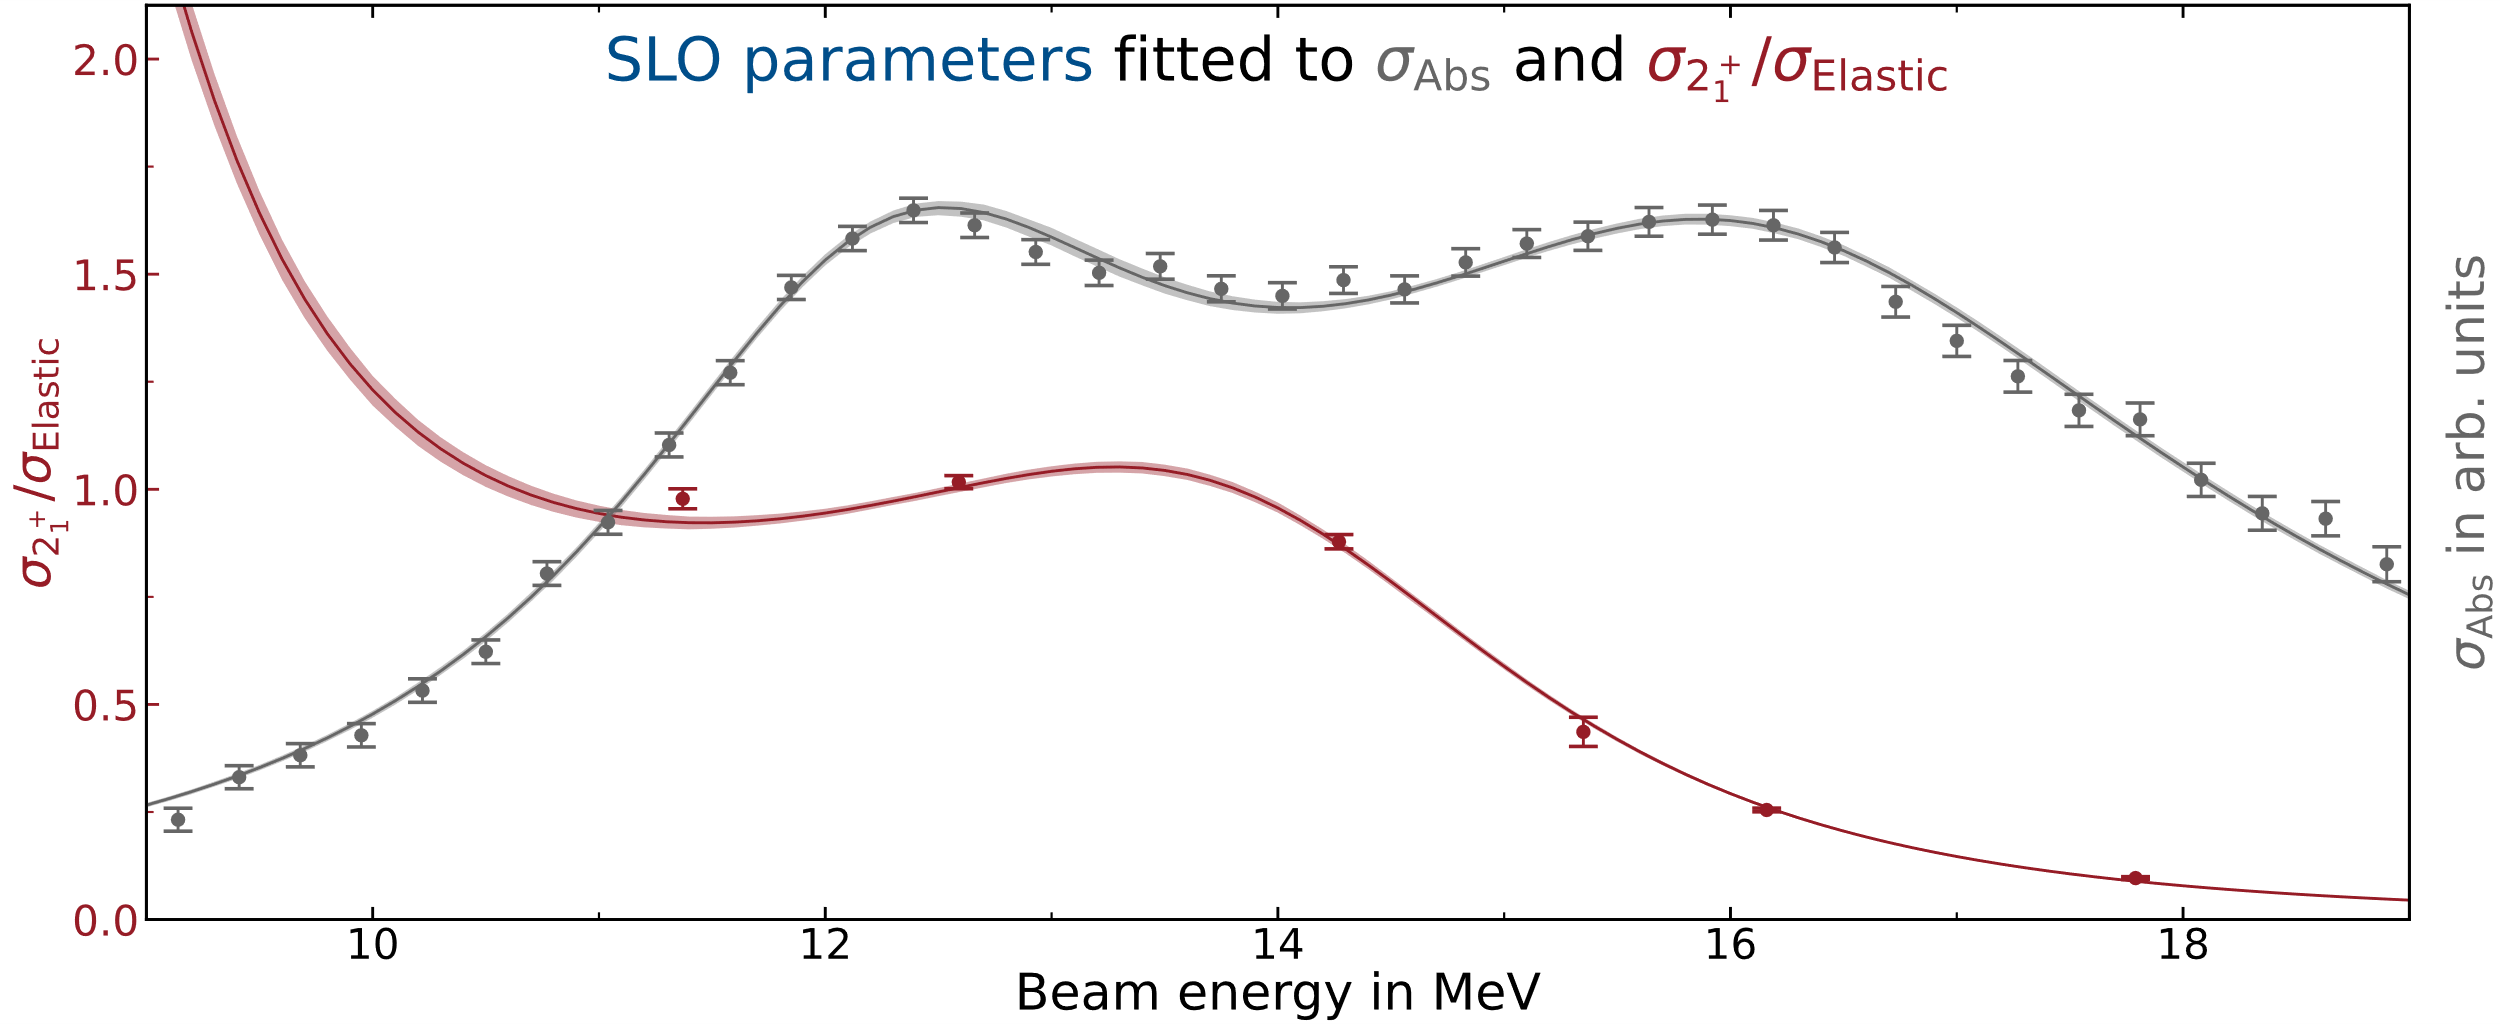 SLO parameters fitted to σAbs and σ2₁⁺/σElastic
2.0
1.5
1.0
0.5
0.0
σ2₁⁺/σElastic
σAbs in arb. units
10 12 14 16 18
Beam energy in MeV